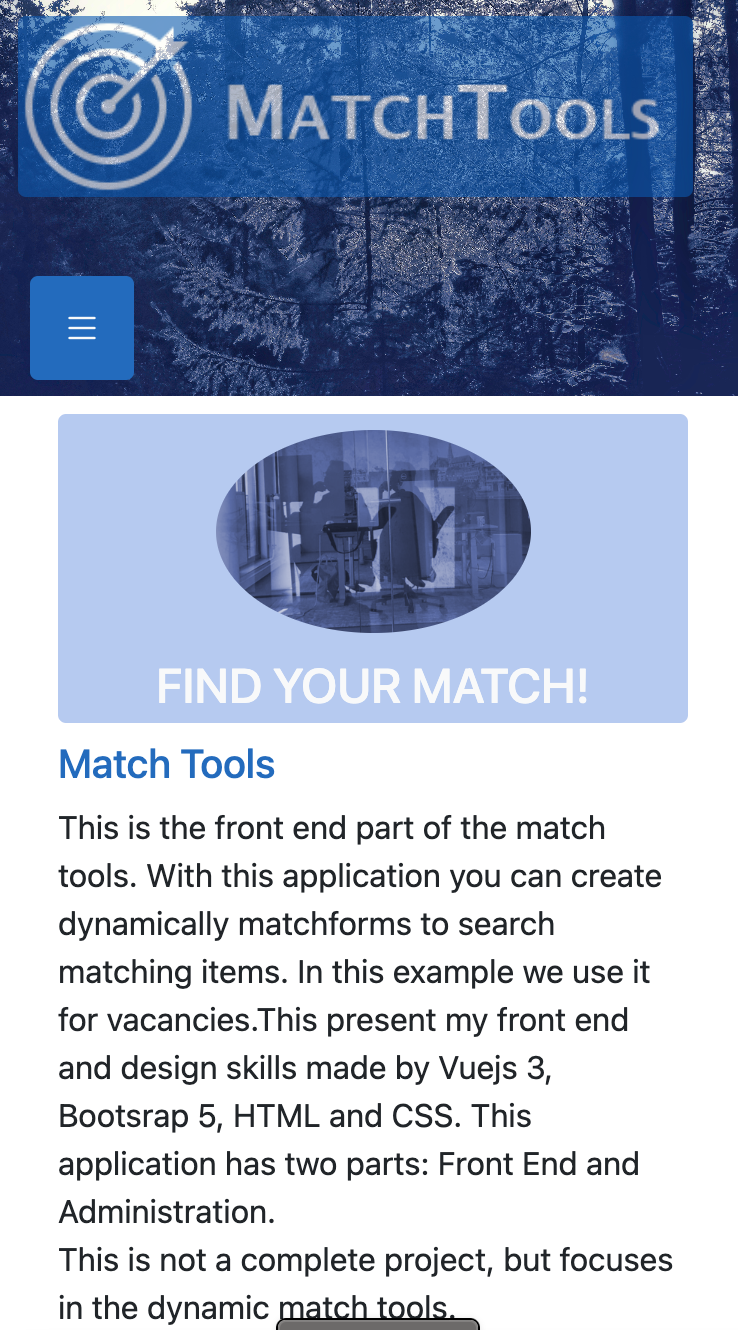 MATCHTOOLS
FIND YOUR MATCH!
Match Tools
This is the front end part of the match
tools. With this application you can create
dynamically matchforms to search
matching items. In this example we use it
for vacancies.This present my front end
and design skills made by Vuejs 3,
Bootsrap 5, HTML and CSS. This
application has two parts: Front End and
Administration.
This is not a complete project, but focuses
in the dynamic match tools.